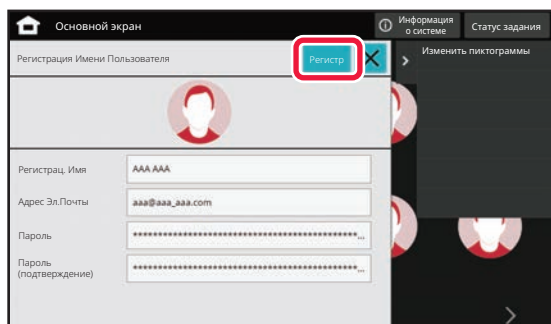 Основной экран
Информация
о системе
Статус задания
Регистрация Имени Пользователя
Регистр
Изменить пиктограммы
Регистрац. Имя
AAA AAA
Адрес Эл.Почты
aaa@aaa_aaa.com
Пароль
************************************************...
Пароль
(подтверждение)
************************************************...